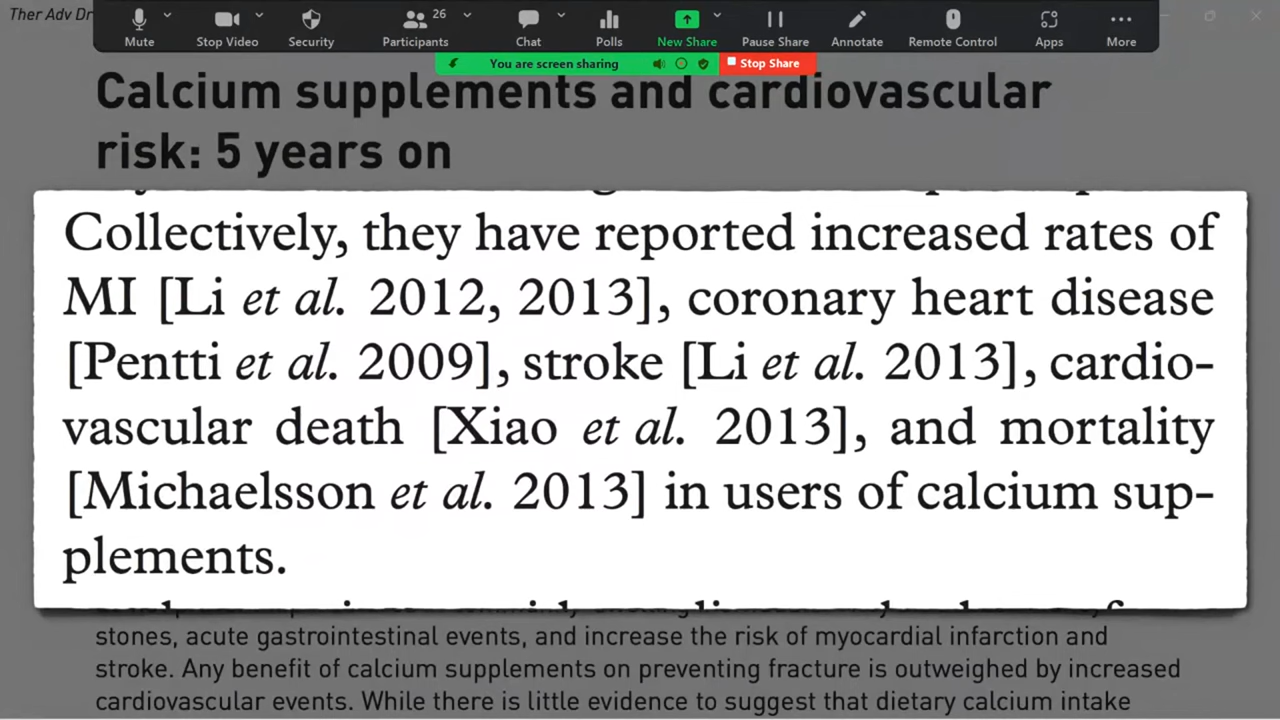 Ther Adv Dr
26
Mute
Stop Video
Security
Participants
Chat
Polls
New Share
Pause Share
Annotate
Remote Control
Apps
More
You are screen sharing
Stop Share
Calcium supplements and cardiovascular
risk: 5 years on
Collectively, they have reported increased rates of
MI [Li et al. 2012, 2013], coronary heart disease
[Pentti et al. 2009], stroke [Li et al. 2013], cardio-
vascular death [Xiao et al. 2013], and mortality
[Michaelsson et al. 2013] in users of calcium sup-
plements.
stones, acute gastrointestinal events, and increase the risk of myocardial infarction and
stroke. Any benefit of calcium supplements on preventing fracture is outweighed by increased
cardiovascular events. While there is little evidence to suggest that dietary calcium intake